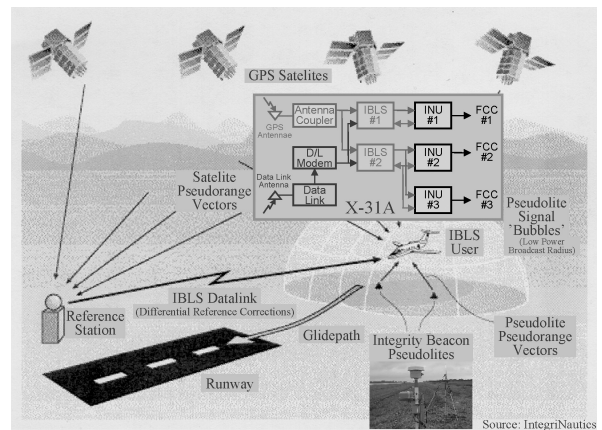 GPS Satelites
GPS
Antennae
Antenna
Coupler
IBLS
#1
INU
#1
FCC
#1
D/L
Modem
IBLS
#2
INU
#2
FCC
#2
Data Link
Antenna
Data
Link
INU
#3
FCC
#3
X-31A
Satelite
Pseudorange
Vectors
Pseudolite
Signal
'Bubbles'
(Low Power
Broadcast Radius)
IBLS
User
Reference
Station
IBLS Datalink
(Differential Reference Corrections)
Glidepath
Integrity Beacon
Pseudolites
Pseudolite
Pseudorange
Vectors
Runway
Source: IntegriNautics